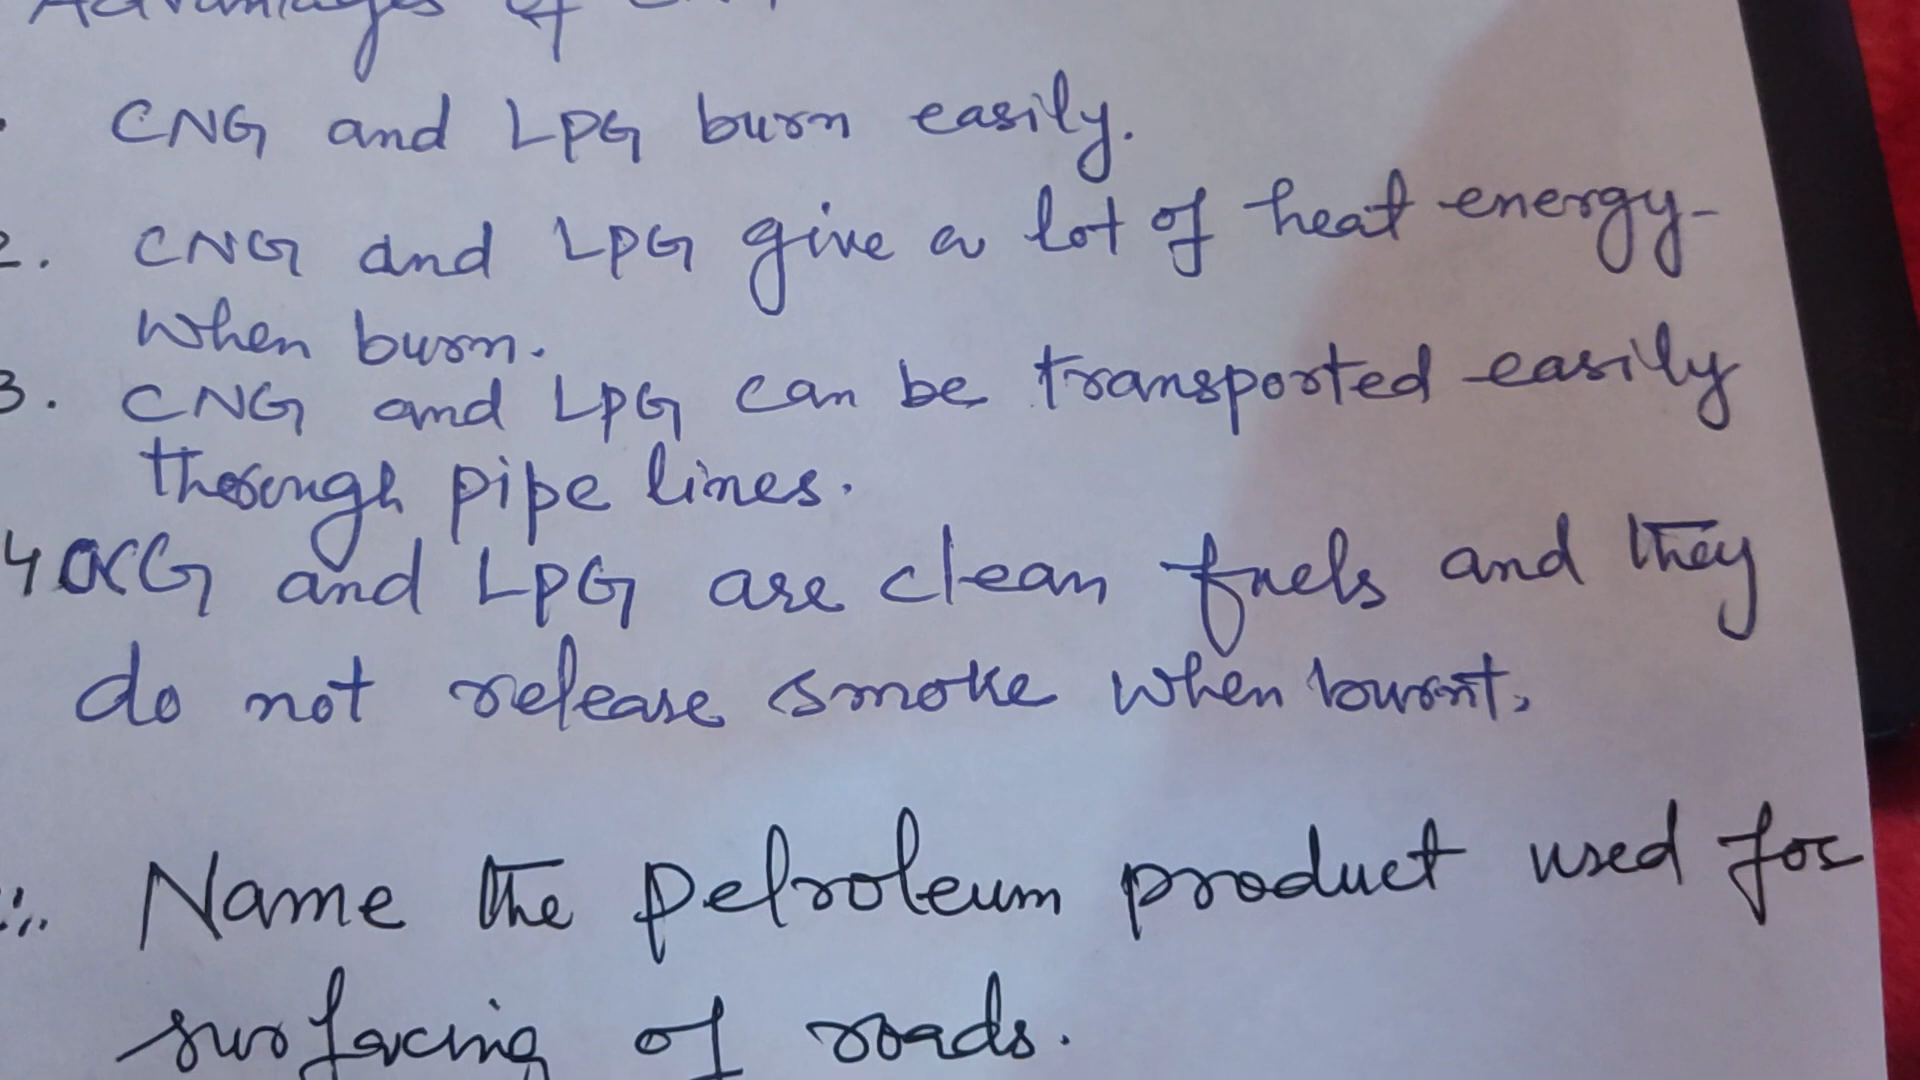 Advantages of
CNG and LPG burn easily.
2. CNG and LPG give a lot of heat energy-
when burn.
3. CNG and LPG can be transported easily
through pipe lines.
4 and LPG are clean fuels and they
do not release smoke when burnt.
Name the petroleum product used for
surfacing of roads.